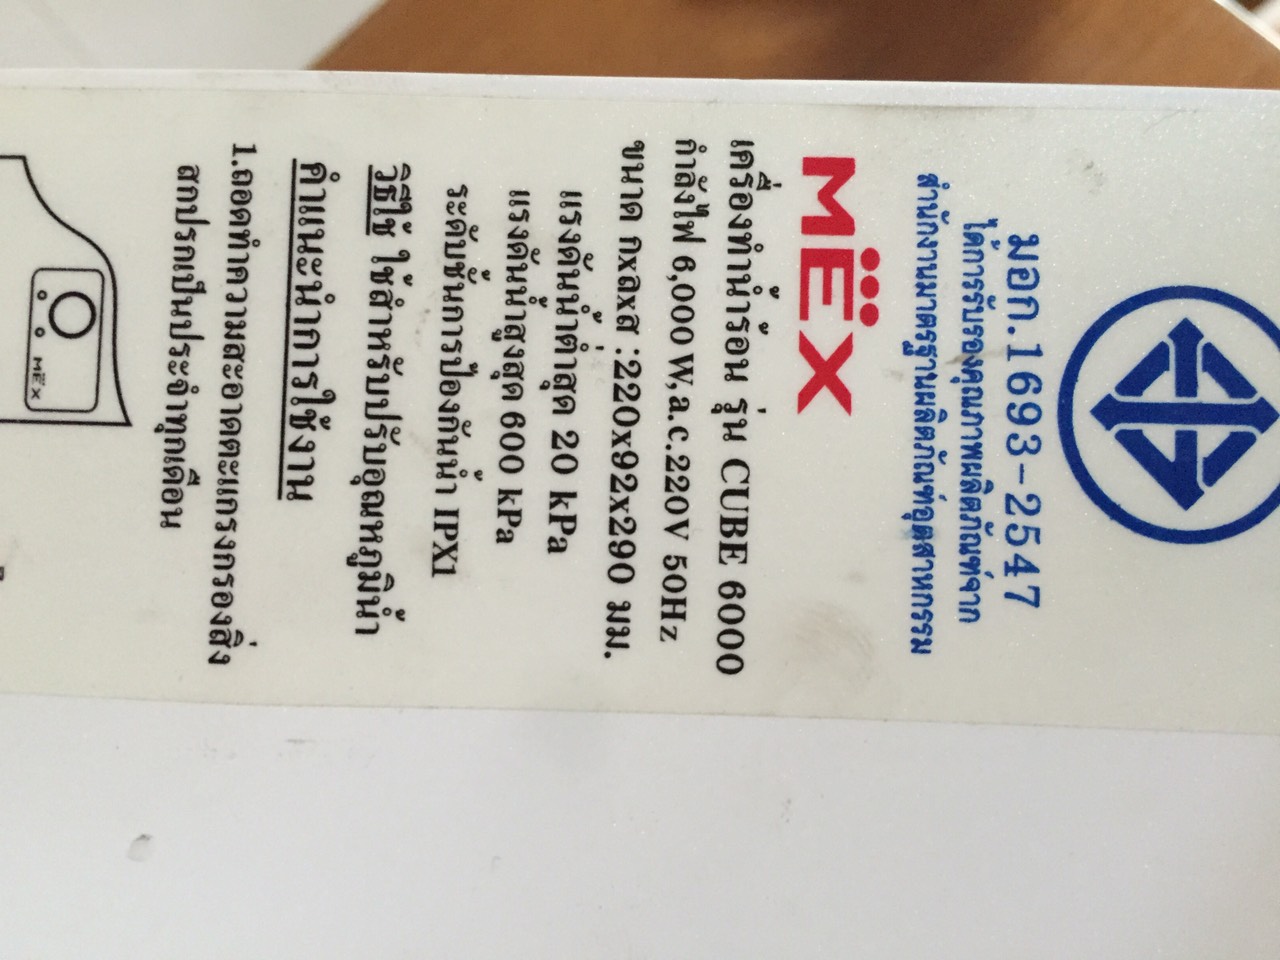 มอก.1693-2547
ได้การรับรองคุณภาพผลิตภัณฑ์จาก
สำนักงานมาตรฐานผลิตภัณฑ์อุตสาหกรรม
MEX
เครื่องทำน้ำร้อน รุ่น CUBE 6000
กำลังไฟ 6,000W,a.c.220V 50Hz
ขนาด กxลxส :220x92x290 มม.
แรงดันน้ำต่ำสุด 20 kPa
แรงดันน้ำสูงสุด 600 kPa
ระดับชั้นการป้องกันน้ำ IPX1
วิธีใช้ ใช้สำหรับปรับอุณหภูมิน้ำ
คำแนะนำการใช้งาน
1.ถอดทำความสะอาดตะแกรงกรองสิ่ง
สกปรกเป็นประจำทุกเดือน
MEX